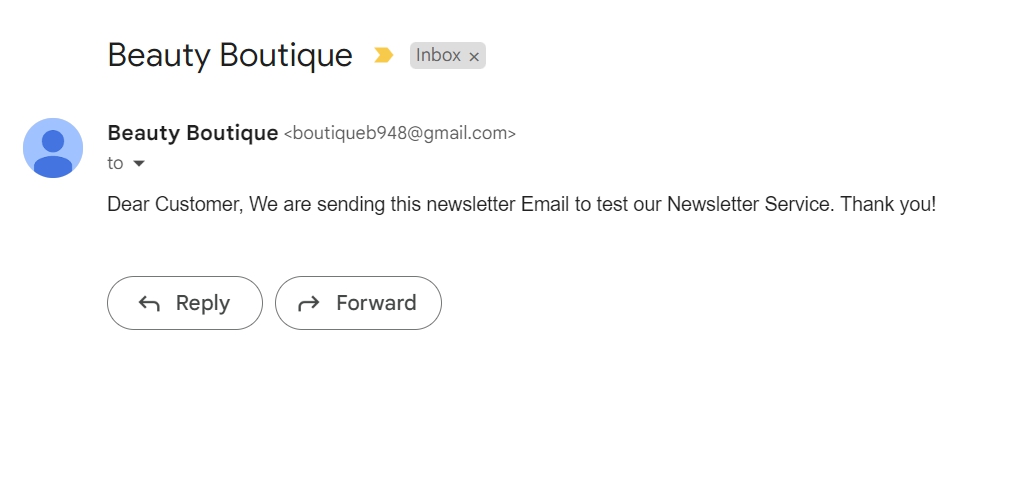 Beauty Boutique Inbox ×
Beauty Boutique <boutiqueb948@gmail.com>
to
Dear Customer, We are sending this newsletter Email to test our Newsletter Service. Thank you!
Reply Forward